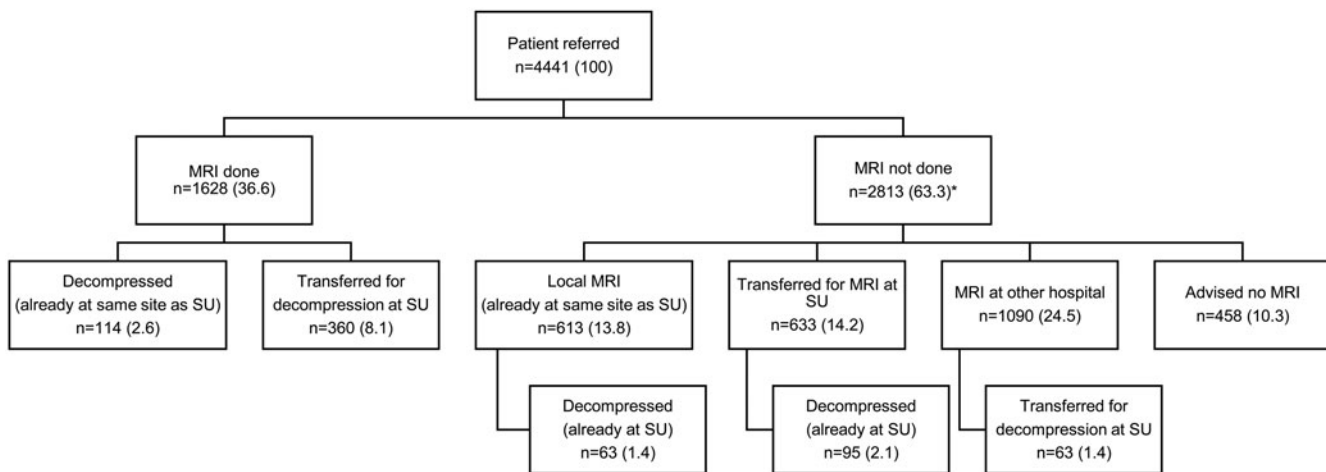 Patient referred
n=4441 (100)
MRI done
n=1628 (36.6)
MRI not done
n=2813 (63.3)*
Decompressed
(already at same site as SU)
n=114 (2.6)
Transferred for
decompression at SU
n=360 (8.1)
Local MRI
(already at same site as SU)
n=613 (13.8)
Transferred for MRI at
SU
n=633 (14.2)
MRI at other hospital
n=1090 (24.5)
Advised no MRI
n=458 (10.3)
Decompressed
(already at SU)
n=63 (1.4)
Decompressed
(already at SU)
n=95 (2.1)
Transferred for
decompression at SU
n=63 (1.4)